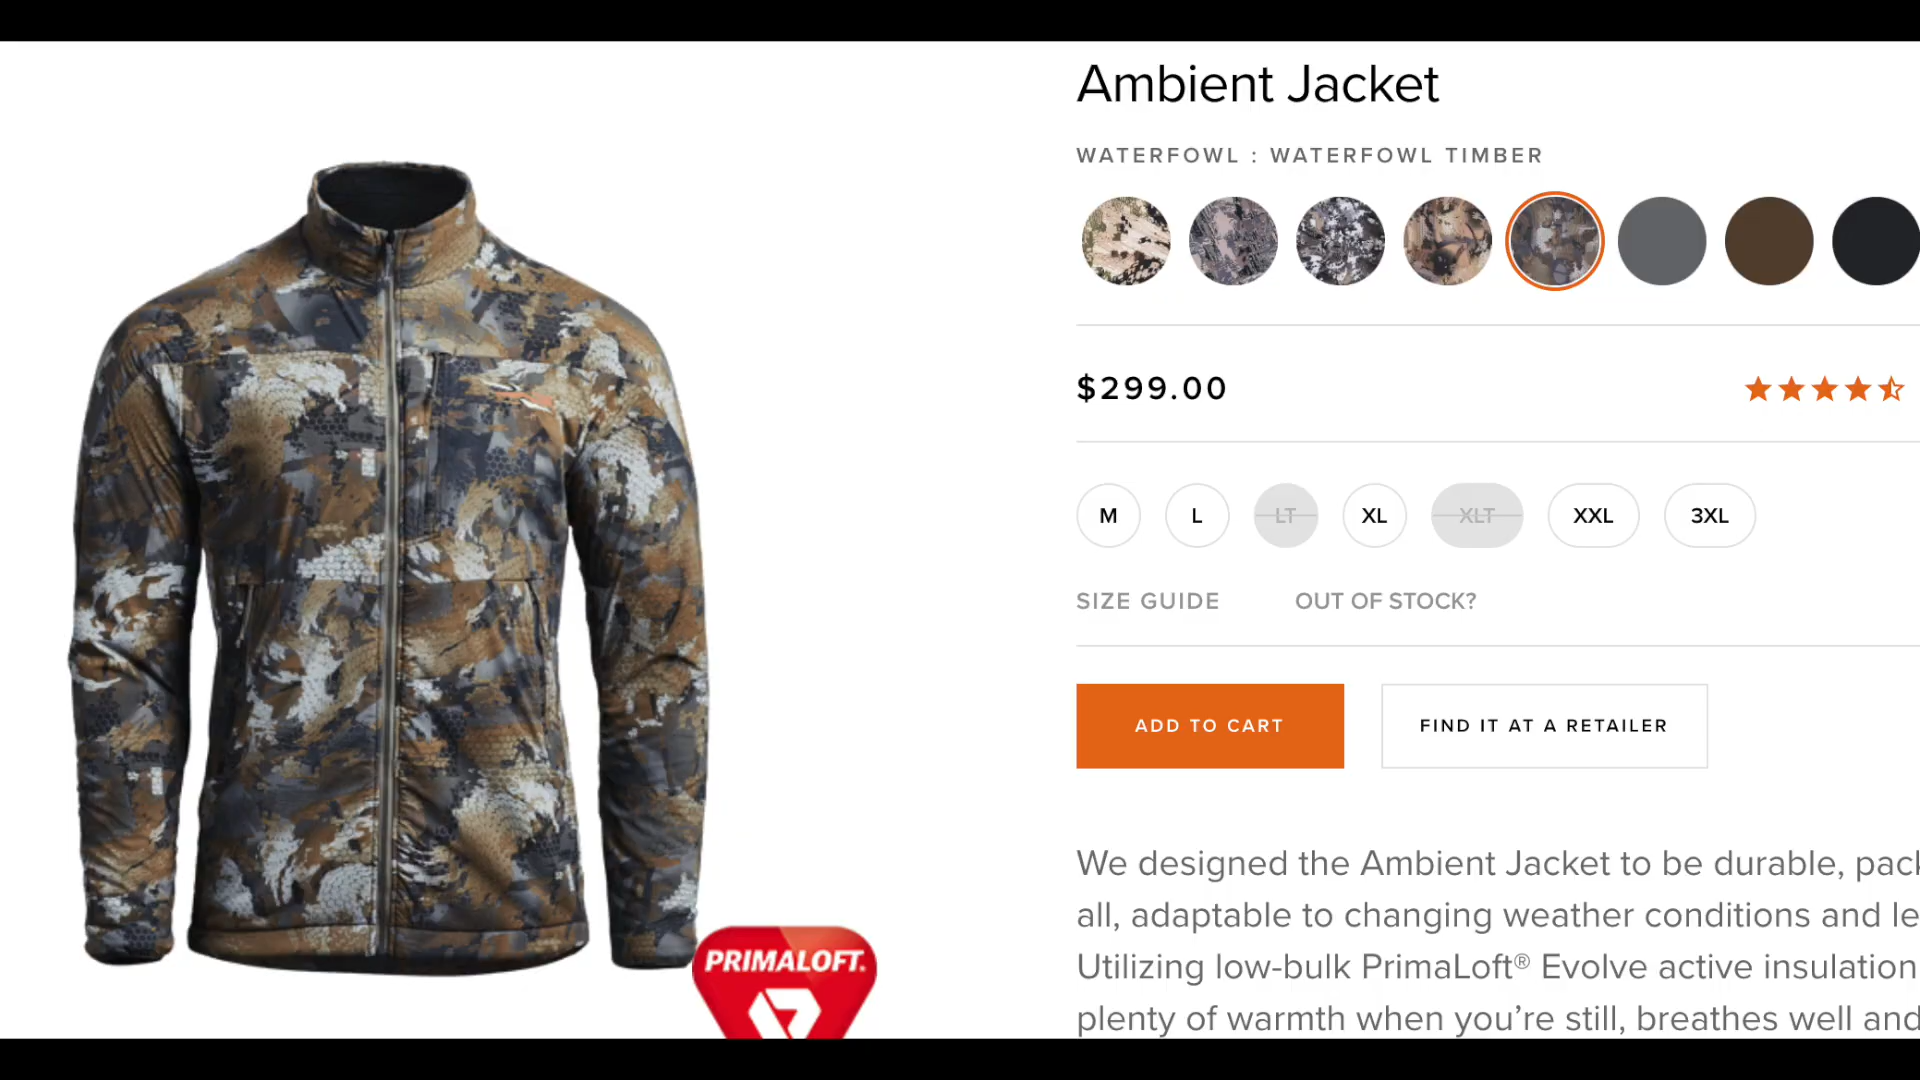 Ambient Jacket
WATERFOWL : WATERFOWL TIMBER
$299.00
M L LT XL XLT XXL 3XL
SIZE GUIDE OUT OF STOCK?
ADD TO CART FIND IT AT A RETAILER
We designed the Ambient Jacket to be durable,
all, adaptable to changing weather conditions and
Utilizing low-bulk PrimaLoft® Evolve active insulation
plenty of warmth when you’re still, breathes well and
PRIMALOFT.